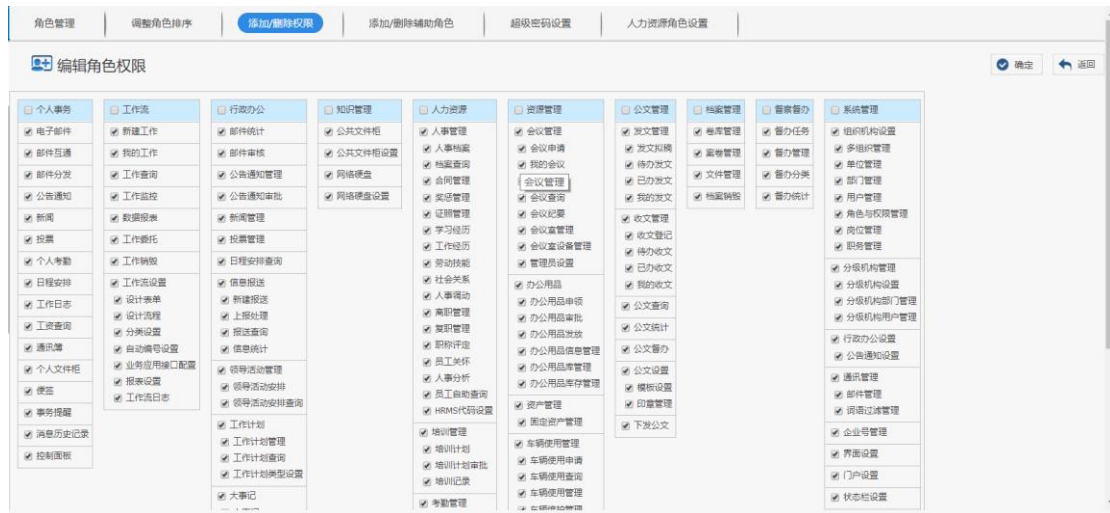 角色管理
调整角色排序
添加/删除权限
添加/删除辅助角色
超级密码设置
人力资源角色设置
编辑角色权限
确定
返回
个人事务
电子邮件
邮件互通
邮件分发
公告通知
新闻
投票
个人考勤
日程安排
工作日志
工资查询
通讯簿
个人文件柜
便签
事务提醒
消息历史记录
控制面板
工作流
新建工作
我的工作
工作查询
工作监控
数据报表
工作委托
工作销毁
工作流设置
设计表单
设计流程
分类设置
自动编号设置
业务应用接口配置
报表设置
工作流日志
行政办公
邮件统计
邮件审核
公告通知管理
公告通知审批
新闻管理
投票管理
日程安排查询
信息报送
新建报送
上报处理
报送查询
信息统计
领导活动管理
领导活动安排
领导活动安排查询
工作计划
工作计划管理
工作计划查询
工作计划类型设置
大事记
知识管理
公共文件柜
公共文件柜设置
网络硬盘
网络硬盘设置
人力资源
人事管理
人事档案
档案查询
合同管理
奖惩管理
证照管理
学习经历
工作经历
劳动技能
社会关系
人事调动
离职管理
复职管理
职称评定
员工关怀
人事分析
员工自助查询
HRMS代码设置
培训管理
培训计划
培训计划审批
培训记录
考勤管理
资源管理
会议管理
会议申请
我的会议
会议管理
会议查询
会议纪要
会议室管理
会议室设备管理
管理员设置
办公用品
办公用品申领
办公用品审批
办公用品发放
办公用品信息管理
办公用品库管理
办公用品库存管理
资产管理
固定资产管理
车辆使用管理
车辆使用申请
车辆使用查询
车辆使用管理
公文管理
发文管理
发文拟稿
待办发文
已办发文
我的发文
收文管理
收文登记
待办收文
已办收文
我的收文
公文查询
公文统计
公文督办
公文设置
模板设置
印章管理
下发公文
档案管理
卷库管理
案卷管理
文件管理
档案销毁
督察督办
督办任务
督办管理
督办分类
督办统计
系统管理
组织机构设置
多组织管理
单位管理
部门管理
用户管理
角色与权限管理
岗位管理
职务管理
分级机构管理
分级机构设置
分级机构部门管理
分级机构用户管理
行政办公设置
公告通知设置
通讯管理
邮件管理
词语过滤管理
企业号管理
界面设置
门户设置
状态栏设置